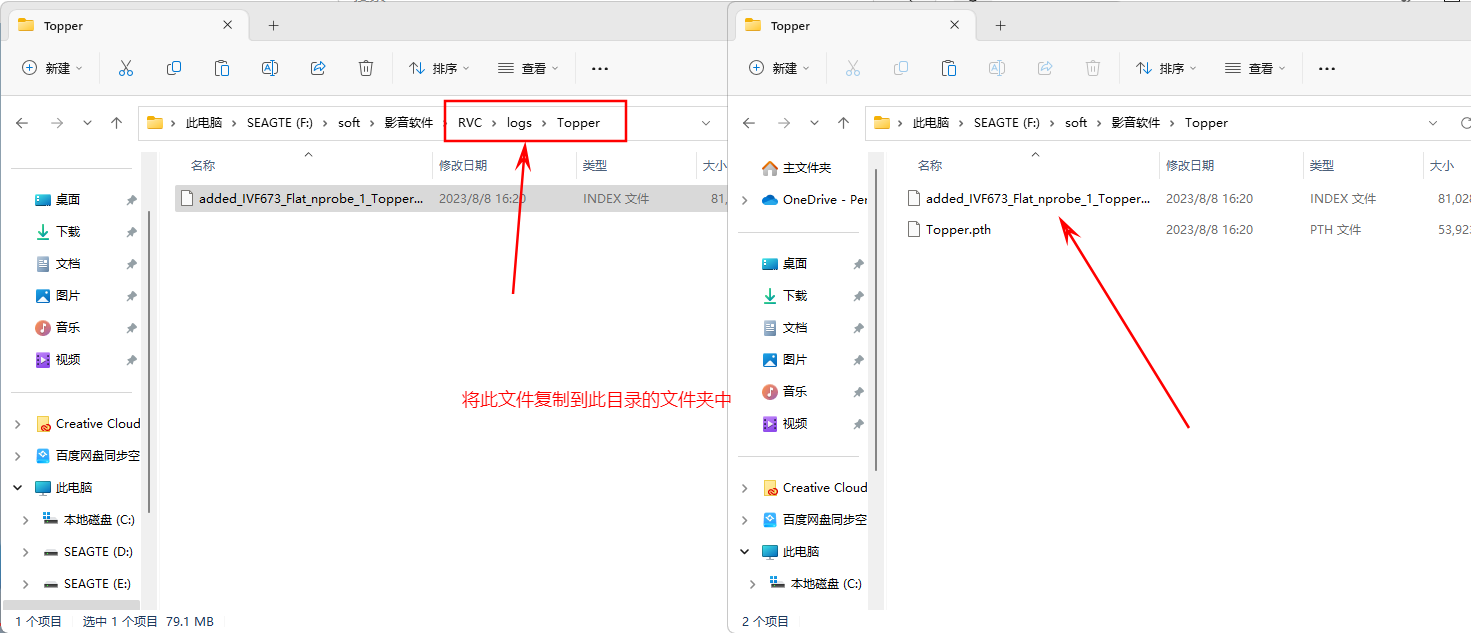 Topper
新建
排序
查看
此电脑
SEAGTE (F:)
soft
影音软件
RVC
logs
Topper
名称
修改日期
类型
大小
added_IVF673_Flat_nprobe_1_Topper...
2023/8/8 16:20
INDEX 文件
81,
桌面
下载
文档
图片
音乐
视频
Creative Cloud
百度网盘同步空
此电脑
本地磁盘 (C:)
SEAGTE (D:)
SEAGTE (E:)
1 个项目
选中 1 个项目
79.1 MB
将此文件复制到此目录的文件夹中
Topper
新建
排序
查看
此电脑
SEAGTE (F:)
soft
影音软件
Topper
名称
修改日期
类型
大小
added_IVF673_Flat_nprobe_1_Topper...
2023/8/8 16:20
INDEX 文件
81,028
Topper.pth
2023/8/8 16:20
PTH 文件
53,923
主文件夹
OneDrive - Per
桌面
下载
文档
图片
音乐
视频
Creative Cloud
百度网盘同步空
此电脑
本地磁盘 (C:)
2 个项目